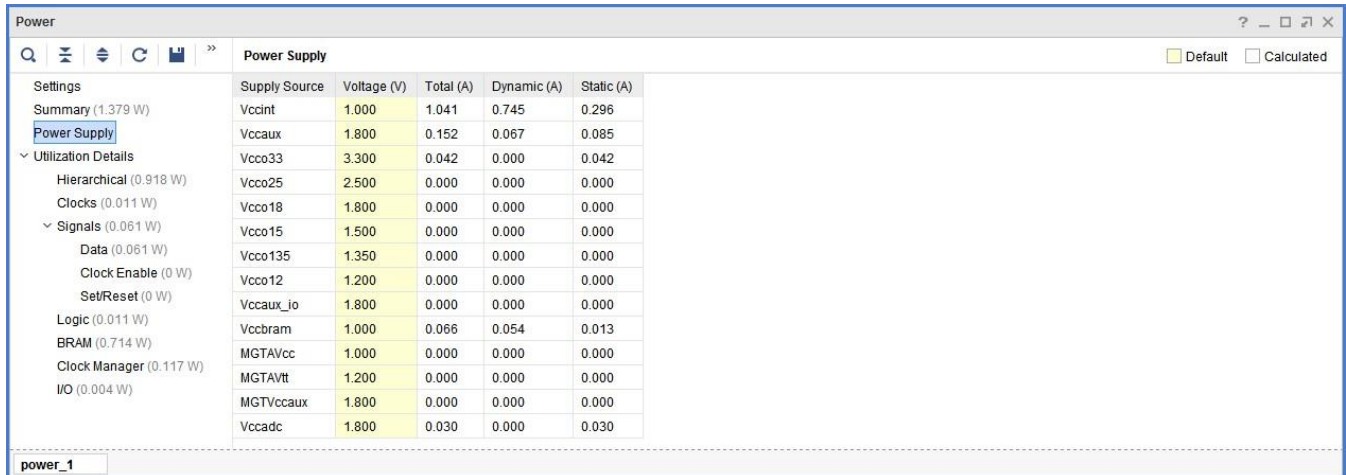 Power
Power Supply
Default Calculated
Settings
Summary (1.379 W)
Power Supply
Utilization Details
Hierarchical (0.918 W)
Clocks (0.011 W)
Signals (0.061 W)
Data (0.061 W)
Clock Enable (0 W)
Set/Reset (0 W)
Logic (0.011 W)
BRAM (0.714 W)
Clock Manager (0.117 W)
I/O (0.004 W)
Supply Source Voltage (V) Total (A) Dynamic (A) Static (A)
Vccint 1.000 1.041 0.745 0.296
Vccaux 1.800 0.152 0.067 0.085
Vcco33 3.300 0.042 0.000 0.042
Vcco25 2.500 0.000 0.000 0.000
Vcco18 1.800 0.000 0.000 0.000
Vcco15 1.500 0.000 0.000 0.000
Vcco135 1.350 0.000 0.000 0.000
Vcco12 1.200 0.000 0.000 0.000
Vccaux_io 1.800 0.000 0.000 0.000
Vccbram 1.000 0.066 0.054 0.013
MGTAVcc 1.000 0.000 0.000 0.000
MGTAVtt 1.200 0.000 0.000 0.000
MGTVccaux 1.800 0.000 0.000 0.000
Vccadc 1.800 0.030 0.000 0.030
power_1